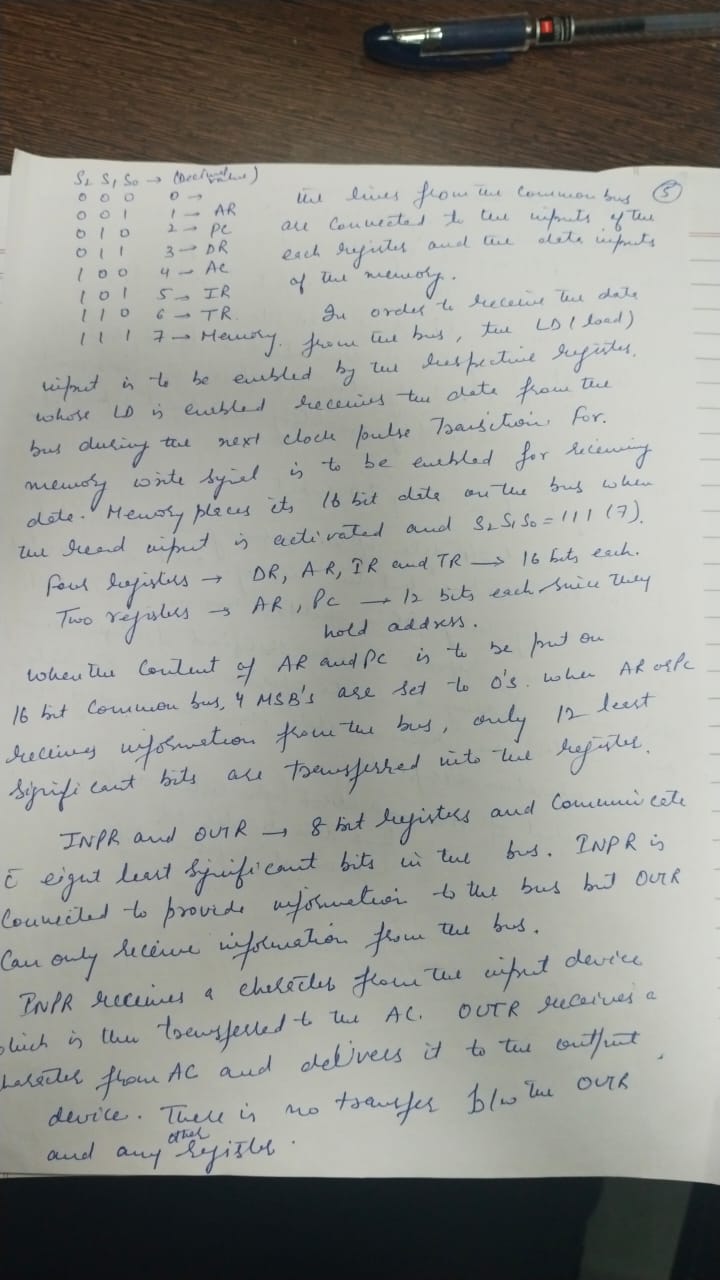 S2 S1 S0 → (Decimal value)
0 0 0 0 →
0 0 1 1 → AR
0 1 0 2 → PC
0 1 1 3 → DR
1 0 0 4 → AC
1 0 1 5 → IR
1 1 0 6 → TR
1 1 1 7 → Memory.
5
the lines from the common bus
are connected to the inputs of the
each register and the data inputs
of the memory.
In order to receive the data
from the bus, the LD (load)
input is to be enabled by the respective register.
whose LD is enabled receives the data from the
bus during the next clock pulse Transition. For.
memory write signel is to be enabled for receiving
data. Memory places its 16 bit data on the bus when
the read input is activated and S2S1S0 = 111 (7).
Four registers → DR, AR, IR and TR → 16 bits each.
Two registers → AR, PC → 12 bits each since they
hold address.
when the content of AR and PC is to be put on
16 bit common bus, 4 MSB's are set to 0's. when AR or PC
receives information from the bus, only 12 least
significant bits are transferred into the register.
INPR and OUTR → 8 bit registers and communicate
c̄ eight least significant bits in the bus. INPR is
connected to provide information to the bus but OUTR
can only receive information from the bus.
INPR receives a character from the input device
which is then transferred to the AC. OUTR receives a
character from AC and delivers it to the output
device. There is no transfer b/w the OUTR
and any other register.